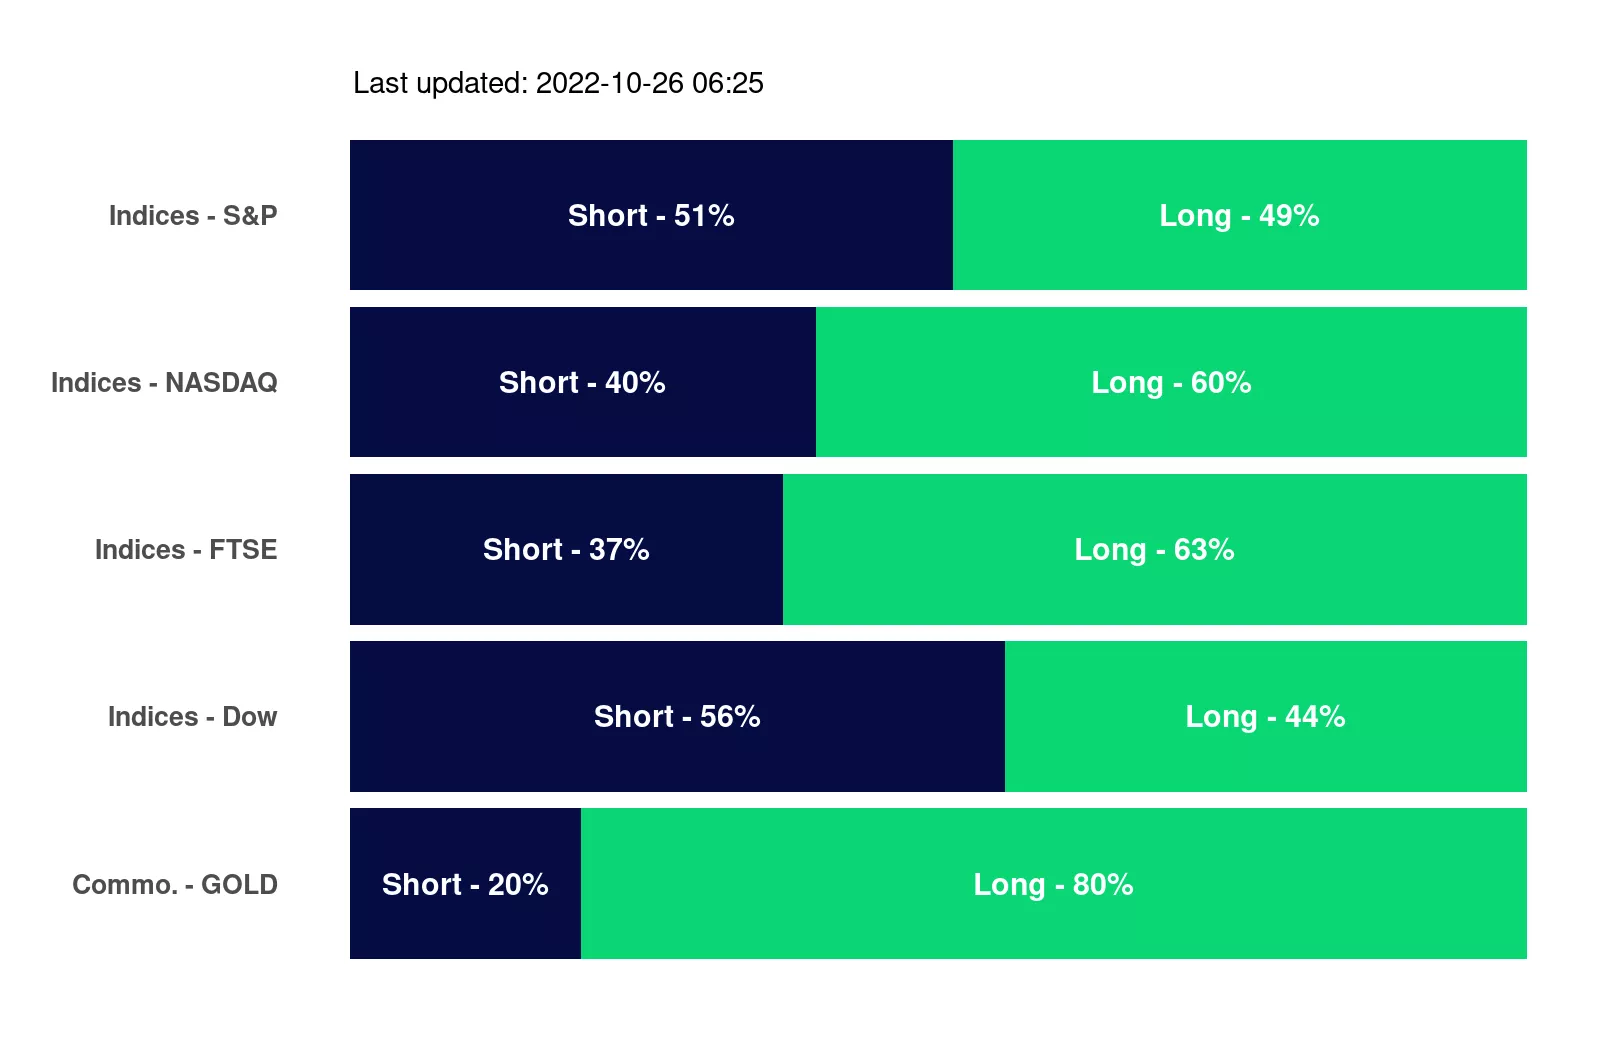 Last updated: 2022-10-26 06:25
Indices - S&P Short - 51% Long - 49%
Indices - NASDAQ Short - 40% Long - 60%
Indices - FTSE Short - 37% Long - 63%
Indices - Dow Short - 56% Long - 44%
Commo. - GOLD Short - 20% Long - 80%